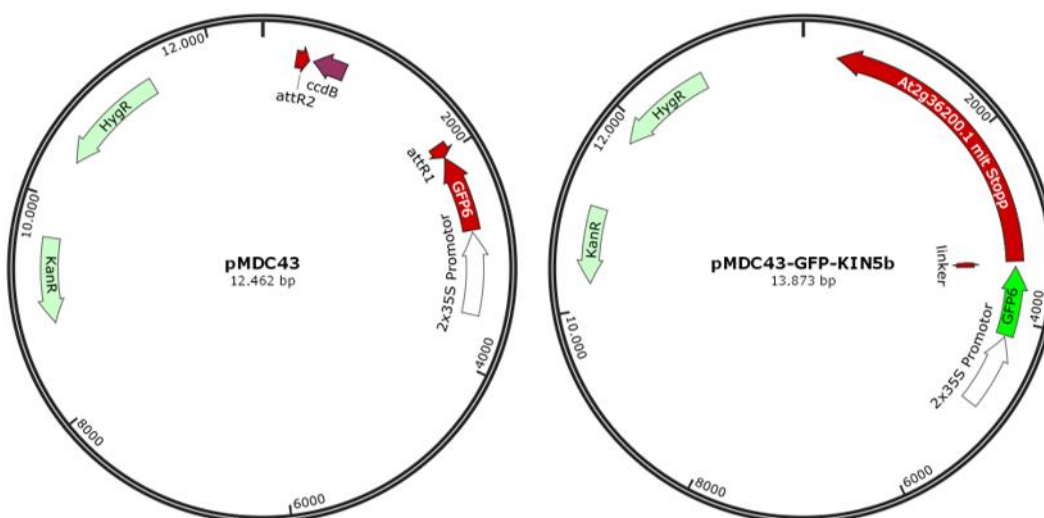 12.000
attR2
ccdB
HygR
2000
attR1
GFP6
10.000
KanR
2x35S Promotor
pMDC43
12.462 bp
4000
8000
6000
HygR
At2g36200.1 mit Stopp
2000
12.000
KanR
linker
pMDC43-GFP-KIN5b
13.873 bp
GFP6
4000
2x35S Promotor
10.000
8000
6000